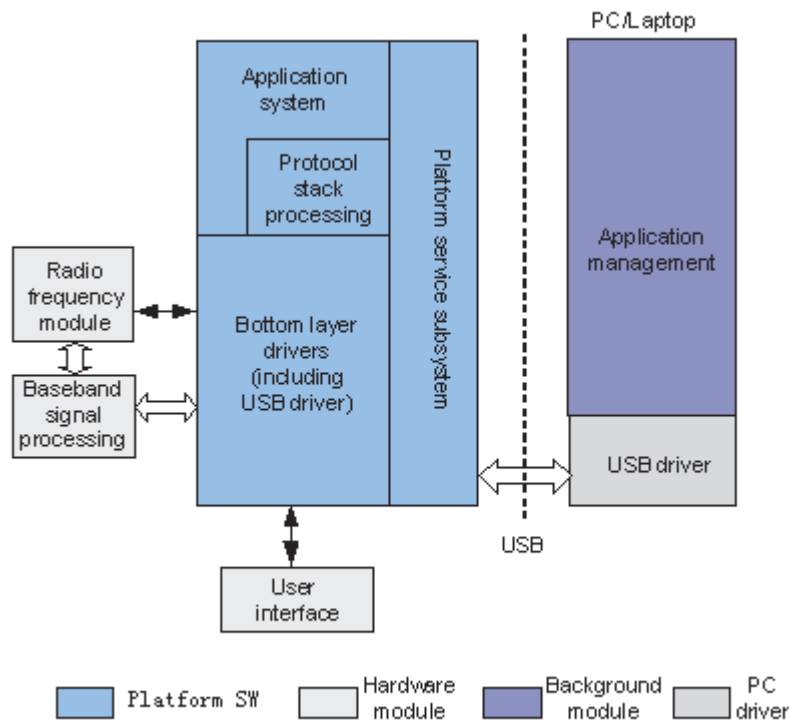 PC/Laptop
Application
system
Protocol
stack
processing
Platform service subsystem
Application
management
Radio
frequency
module
Bottom layer
drivers
(including
USB driver)
Baseband
signal
processing
USB driver
USB
User
interface
Platform SW
Hardware
module
Background
module
PC
driver